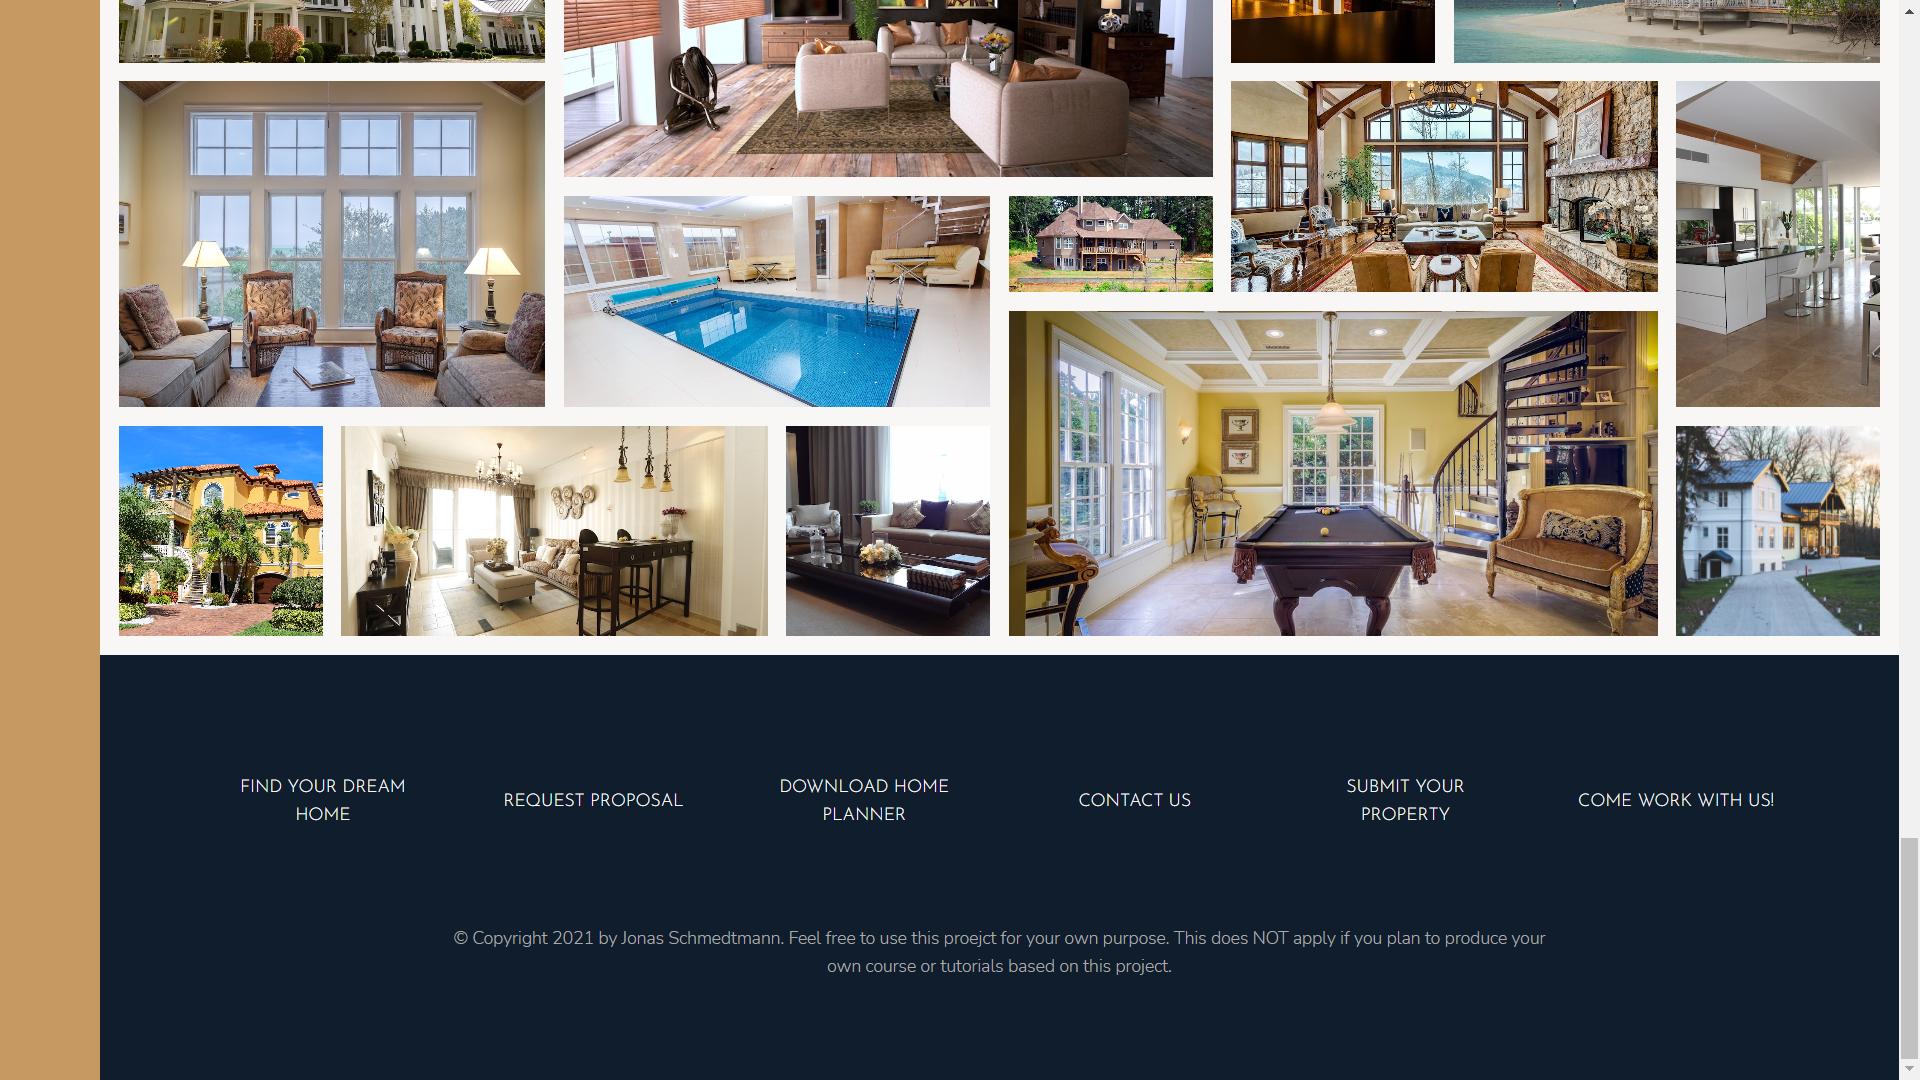 FIND YOUR DREAM
HOME
REQUEST PROPOSAL
DOWNLOAD HOME
PLANNER
CONTACT US
SUBMIT YOUR
PROPERTY
COME WORK WITH US!
© Copyright 2021 by Jonas Schmedtmann. Feel free to use this proejct for your own purpose. This does NOT apply if you plan to produce your
own course or tutorials based on this project.